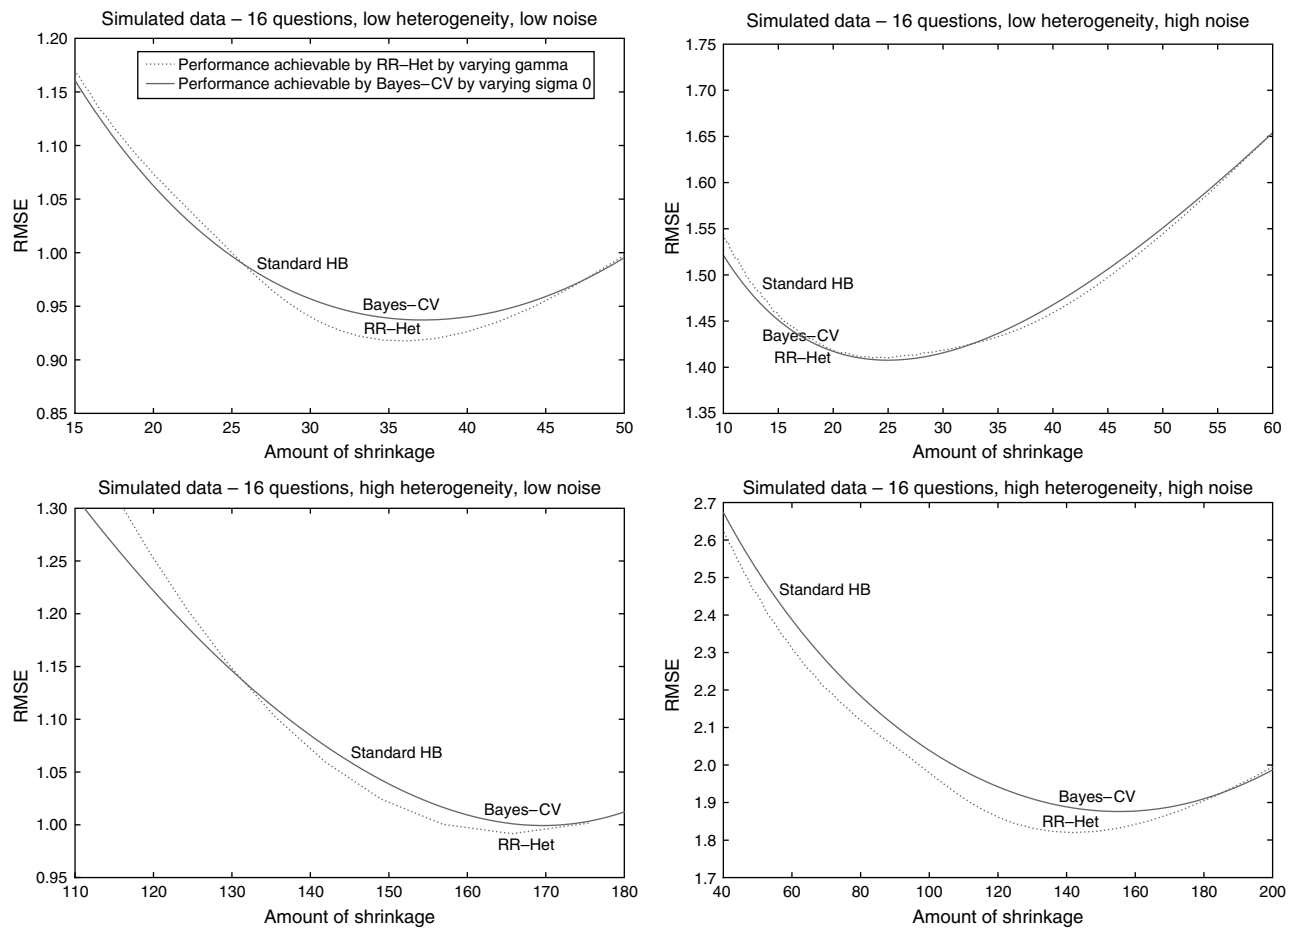 Simulated data – 16 questions, low heterogeneity, low noise
1.20
1.15
1.10
1.05
1.00
0.95
0.90
0.85
RMSE
Performance achievable by RR–Het by varying gamma
Performance achievable by Bayes–CV by varying sigma 0
Standard HB
Bayes–CV
RR–Het
15 20 25 30 35 40 45 50
Amount of shrinkage
Simulated data – 16 questions, low heterogeneity, high noise
1.75
1.70
1.65
1.60
1.55
1.50
1.45
1.40
1.35
RMSE
Standard HB
Bayes–CV
RR–Het
10 15 20 25 30 35 40 45 50 55 60
Amount of shrinkage
Simulated data – 16 questions, high heterogeneity, low noise
1.30
1.25
1.20
1.15
1.10
1.05
1.00
0.95
RMSE
Standard HB
Bayes–CV
RR–Het
110 120 130 140 150 160 170 180
Amount of shrinkage
Simulated data – 16 questions, high heterogeneity, high noise
2.7
2.6
2.5
2.4
2.3
2.2
2.1
2.0
1.9
1.8
1.7
RMSE
Standard HB
Bayes–CV
RR–Het
40 60 80 100 120 140 160 180 200
Amount of shrinkage